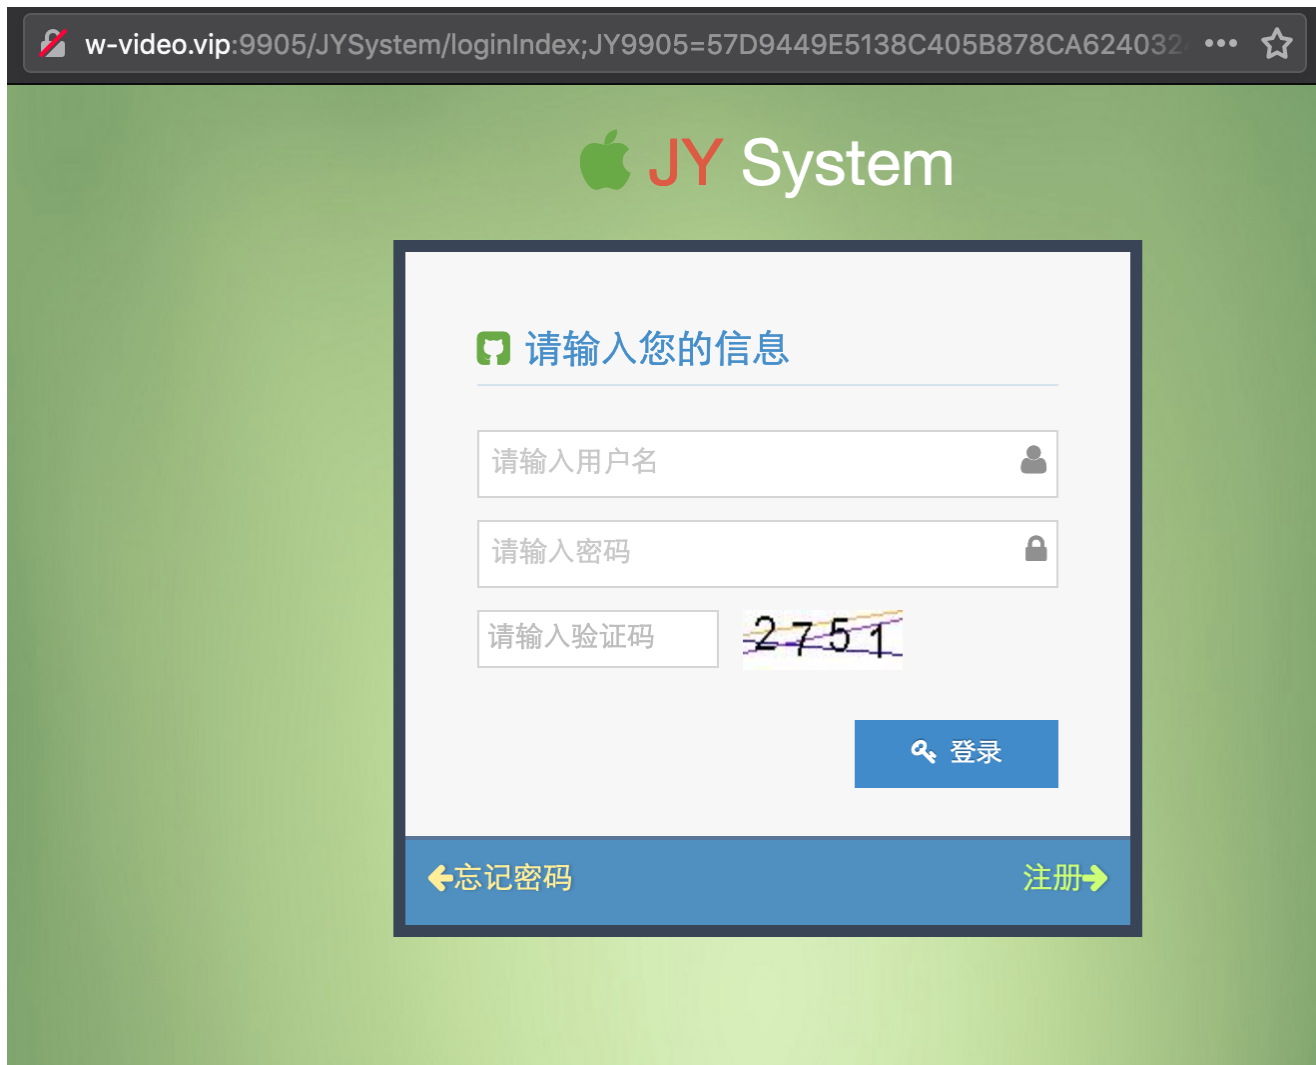 w-video.vip:9905/JYSystem/loginIndex;JY9905=57D9449E5138C405B878CA624032
JY System
请输入您的信息
请输入用户名
请输入密码
请输入验证码 2751
登录
忘记密码 注册